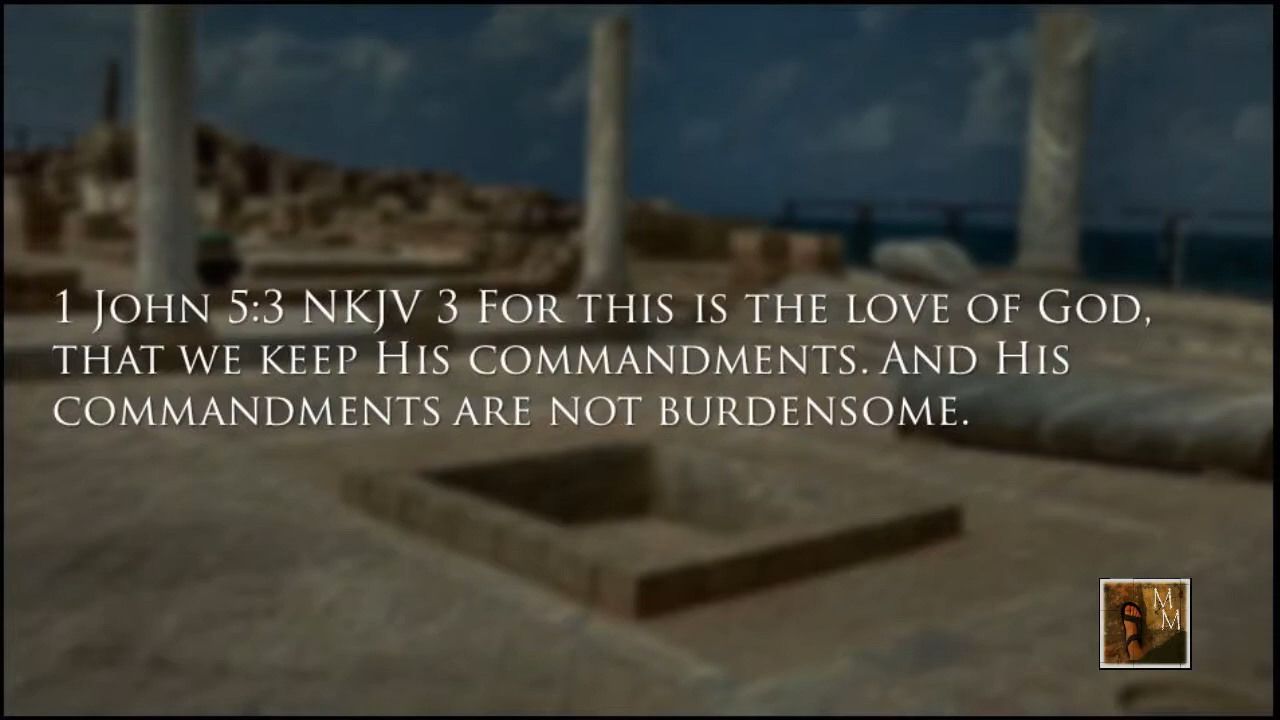 1 John 5:3 NKJV 3 For this is the love of God,
that we keep His commandments. And His
commandments are not burdensome.
M
M